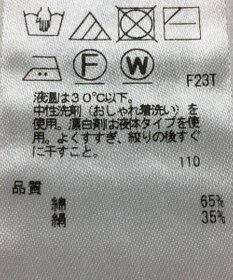 F
W
F23T
液温は30℃以下。
中性洗剤(おしゃれ着洗い)を
使用。漂白剤は液体タイプを使
用。よくすすぎ、絞りの後すぐ
に干すこと。
110
品質
綿 65%
絹 35%